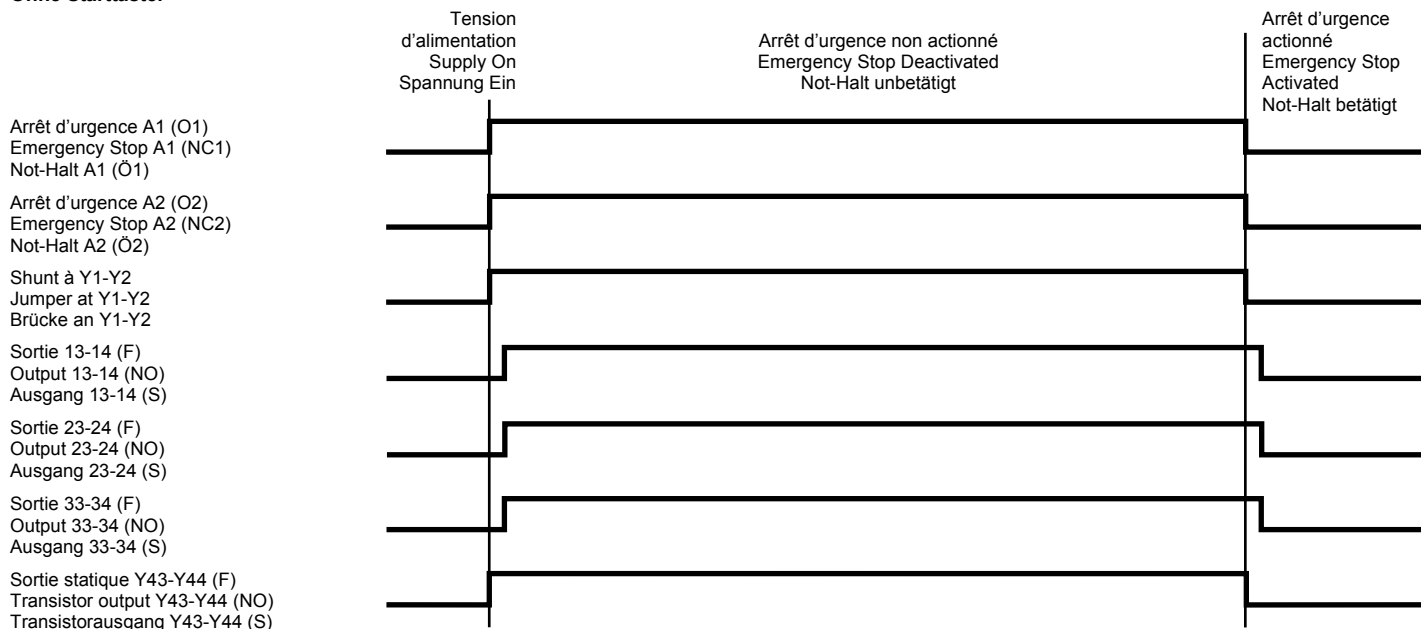 Ohne Starttaster
Tension
d'alimentation
Supply On
Spannung Ein
Arrêt d'urgence non actionné
Emergency Stop Deactivated
Not-Halt unbetätigt
Arrêt d'urgence
actionné
Emergency Stop
Activated
Not-Halt betätigt
Arrêt d'urgence A1 (O1)
Emergency Stop A1 (NC1)
Not-Halt A1 (Ö1)
Arrêt d'urgence A2 (O2)
Emergency Stop A2 (NC2)
Not-Halt A2 (Ö2)
Shunt à Y1-Y2
Jumper at Y1-Y2
Brücke an Y1-Y2
Sortie 13-14 (F)
Output 13-14 (NO)
Ausgang 13-14 (S)
Sortie 23-24 (F)
Output 23-24 (NO)
Ausgang 23-24 (S)
Sortie 33-34 (F)
Output 33-34 (NO)
Ausgang 33-34 (S)
Sortie statique Y43-Y44 (F)
Transistor output Y43-Y44 (NO)
Transistorausgang Y43-Y44 (S)